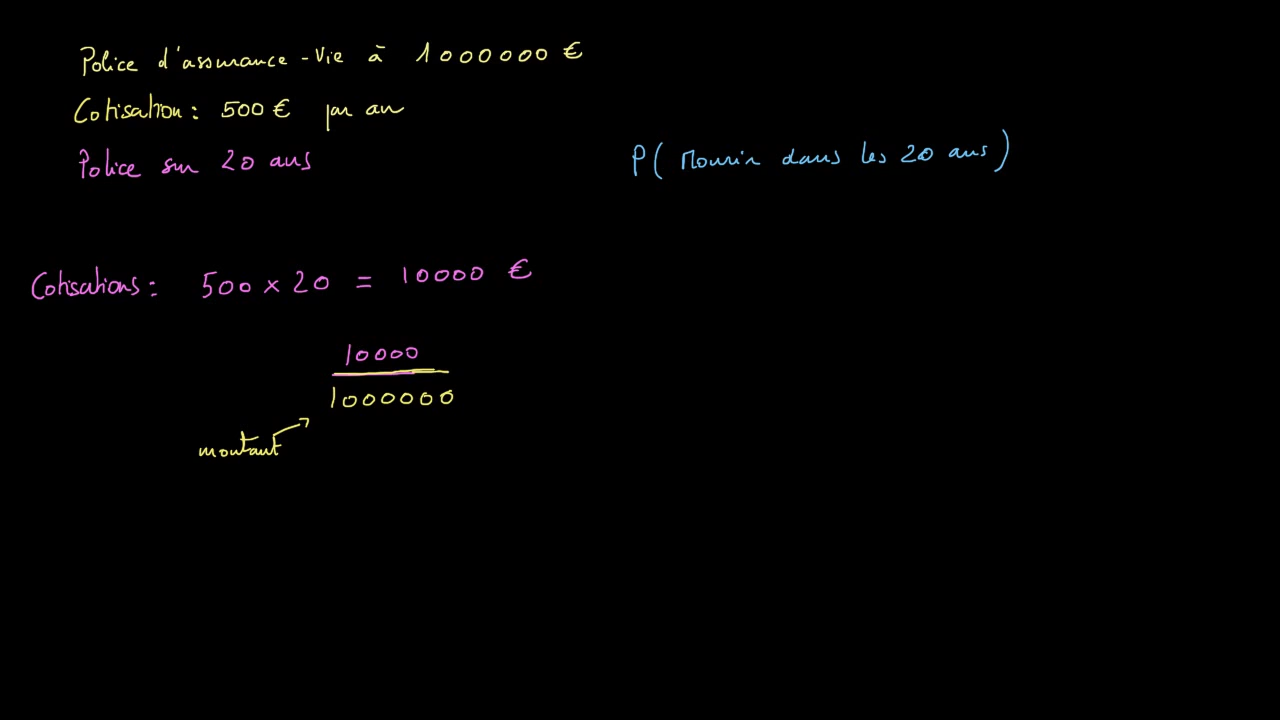 Police d'assurance-Vie à 1000000 €
Cotisation : 500 € par an
Police sur 20 ans
P( Mourir dans les 20 ans )
Cotisations : 500 × 20 = 10000 €
10000
1000000
montant